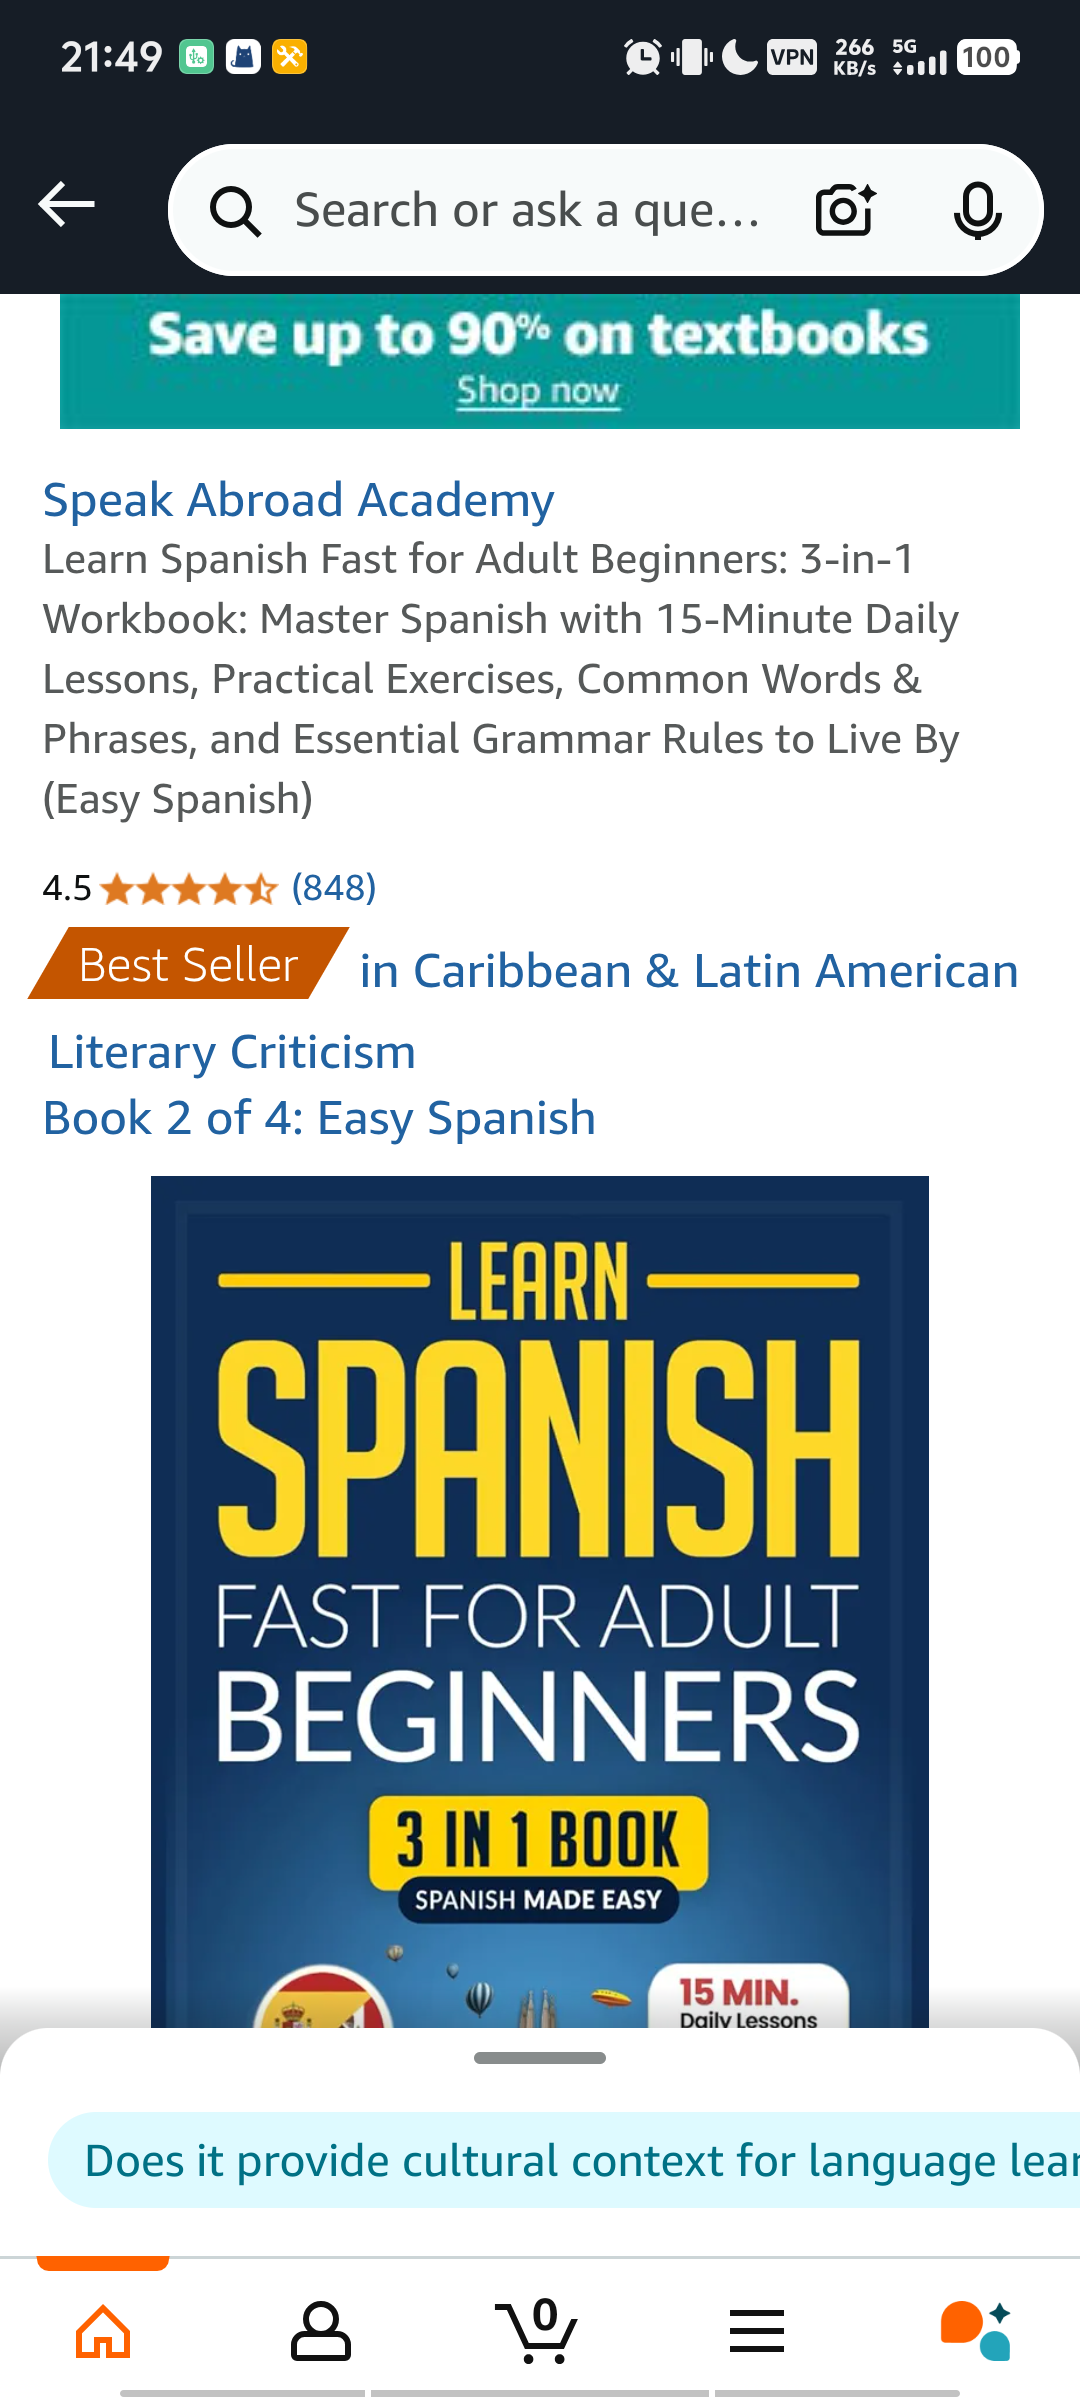 21:49
VPN
266
KB/s
5G
100
Search or ask a que...
Save up to 90% on textbooks
Shop now
Speak Abroad Academy
Learn Spanish Fast for Adult Beginners: 3-in-1
Workbook: Master Spanish with 15-Minute Daily
Lessons, Practical Exercises, Common Words &
Phrases, and Essential Grammar Rules to Live By
(Easy Spanish)
4.5 (848)
Best Seller in Caribbean & Latin American
Literary Criticism
Book 2 of 4: Easy Spanish
LEARN
SPANISH
FAST FOR ADULT
BEGINNERS
3 IN 1 BOOK
SPANISH MADE EASY
15 MIN.
Daily Lessons
Does it provide cultural context for language lear
0